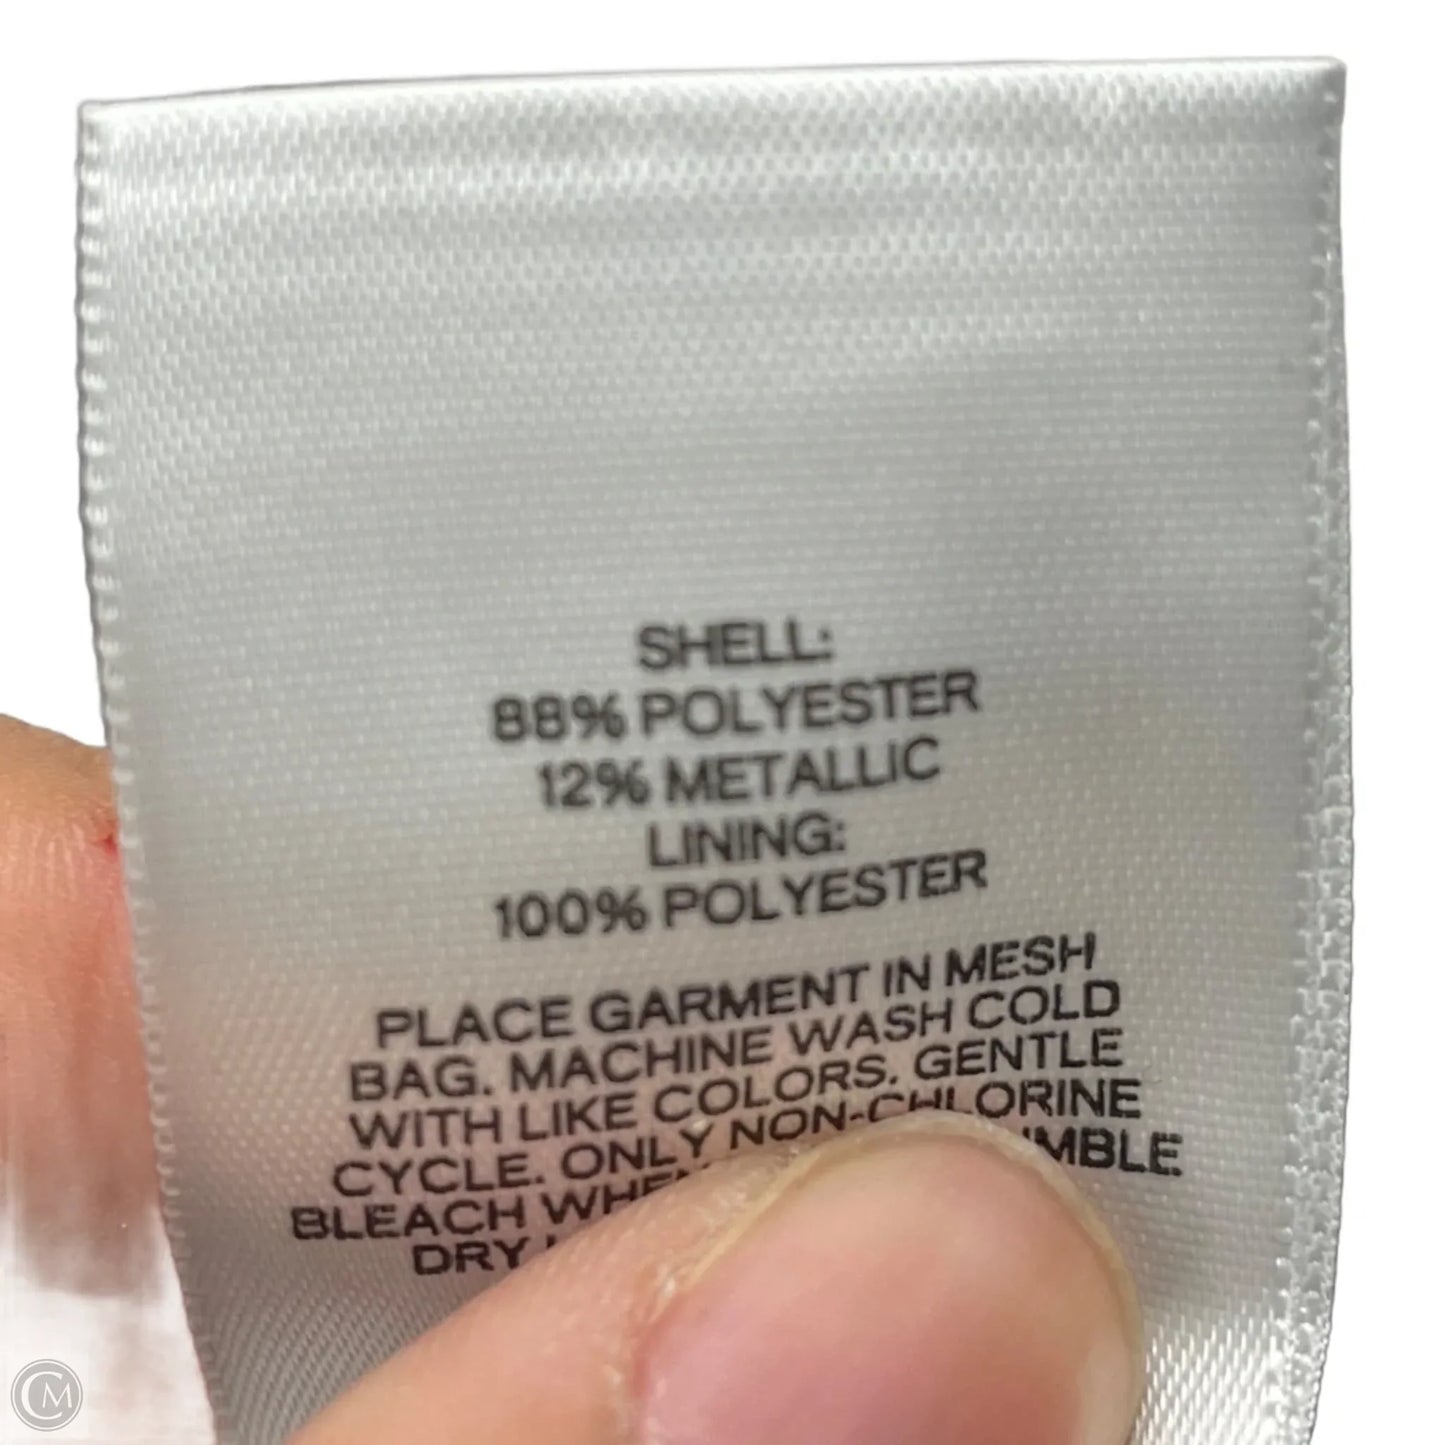 SHELL:
88% POLYESTER
12% METALLIC
LINING:
100% POLYESTER
PLACE GARMENT IN MESH
BAG. MACHINE WASH COLD
WITH LIKE COLORS. GENTLE
CYCLE. ONLY NON-CHLORINE
BLEACH
DRY
CM